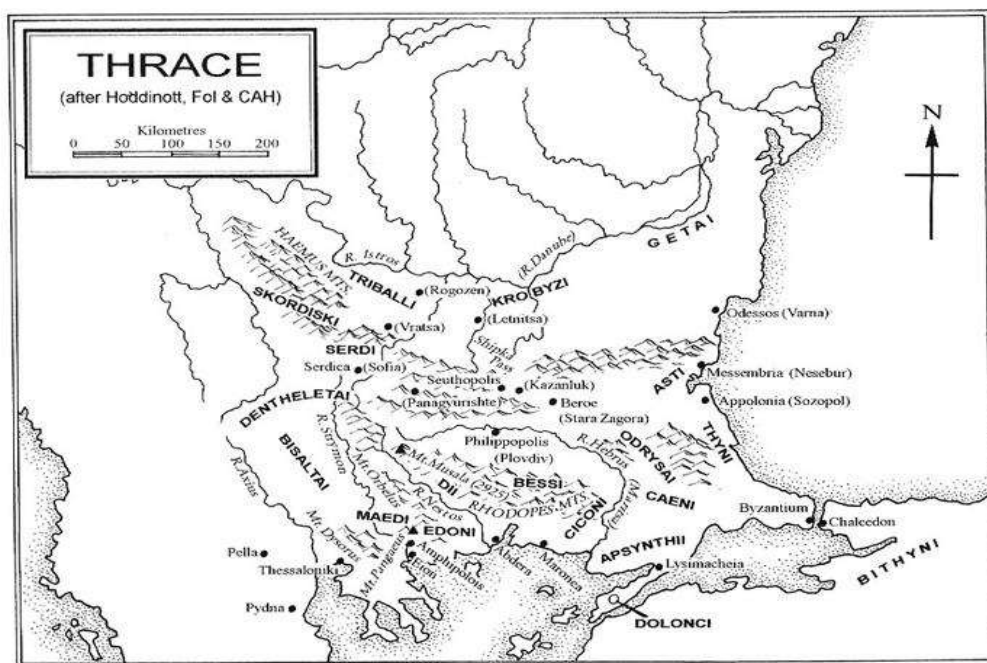 THRACE
(after Hoddinott, Fol & CAH)
Kilometres
0 50 100 150 200
N
HAEMUS MTS.
R. Istros
(R. Danube)
GETAI
TRIBALLI
(Rogozen)
KROBYZI
SKORDISKI
(Vratsa)
(Letnitsa)
Odessos (Varna)
SERDI
Shipka
Pass
Serdica
(Sofia)
Seuthopolis
(Kazanluk)
ASTI
Messembria (Nesebur)
DENTHELETAI
(Panagyurishte)
Beroe
(Stara Zagora)
Appolonia (Sozopol)
R. Strymon
Philippopolis
(Plovdiv)
R. Hebrus
(Maritsa)
ODRYSAI
THYNI
BISALTAI
R. Axius
Mt. Orbelus
Mt. Musala (2925)
DII
BESSI
RHODOPES MTS.
R. Nestos
CICONI
CAENI
Byzantium
Chalcedon
MAEDI
EDONI
Mt. Dysorus
Mt. Pangaeus
Amphipolois
Eion
Abdera
Maronea
APSYNTHII
BITHYNI
Pella
Thessaloniki
Lysimacheia
Pydna
DOLONCI